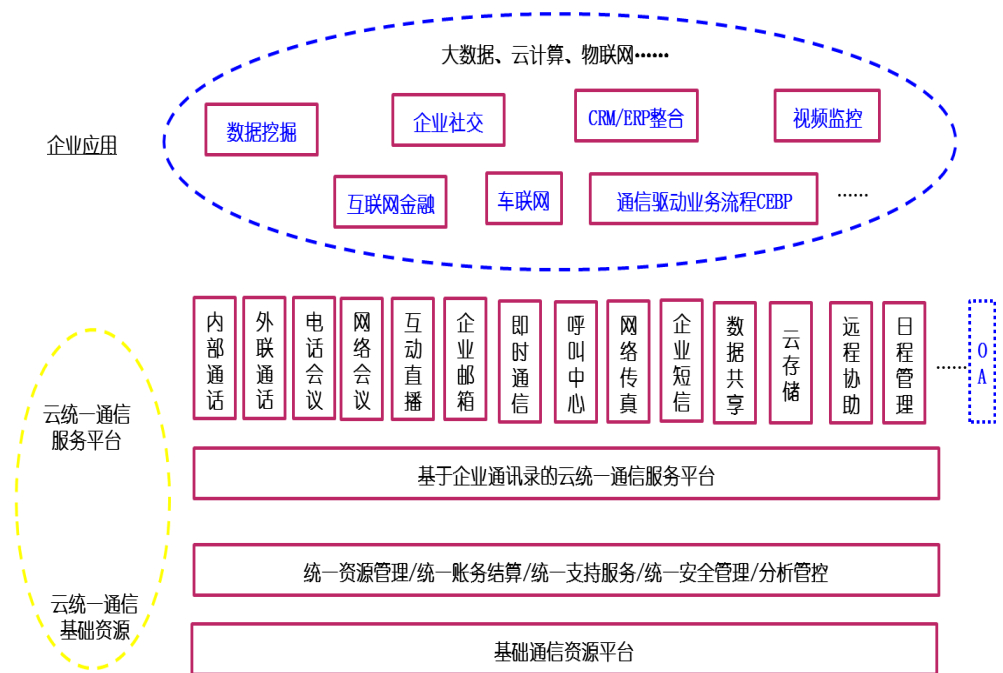 大数据、云计算、物联网……
企业应用
数据挖掘
企业社交
CRM/ERP整合
视频监控
互联网金融
车联网
通信驱动业务流程CEBP
……
内部通话
外联通话
电话会议
网络会议
互动直播
企业邮箱
即时通信
呼叫中心
网络传真
企业短信
数据共享
云存储
远程协助
日程管理
……
OA
云统一通信
服务平台
基于企业通讯录的云统一通信服务平台
统一资源管理/统一账务结算/统一支持服务/统一安全管理/分析管控
云统一通信
基础资源
基础通信资源平台